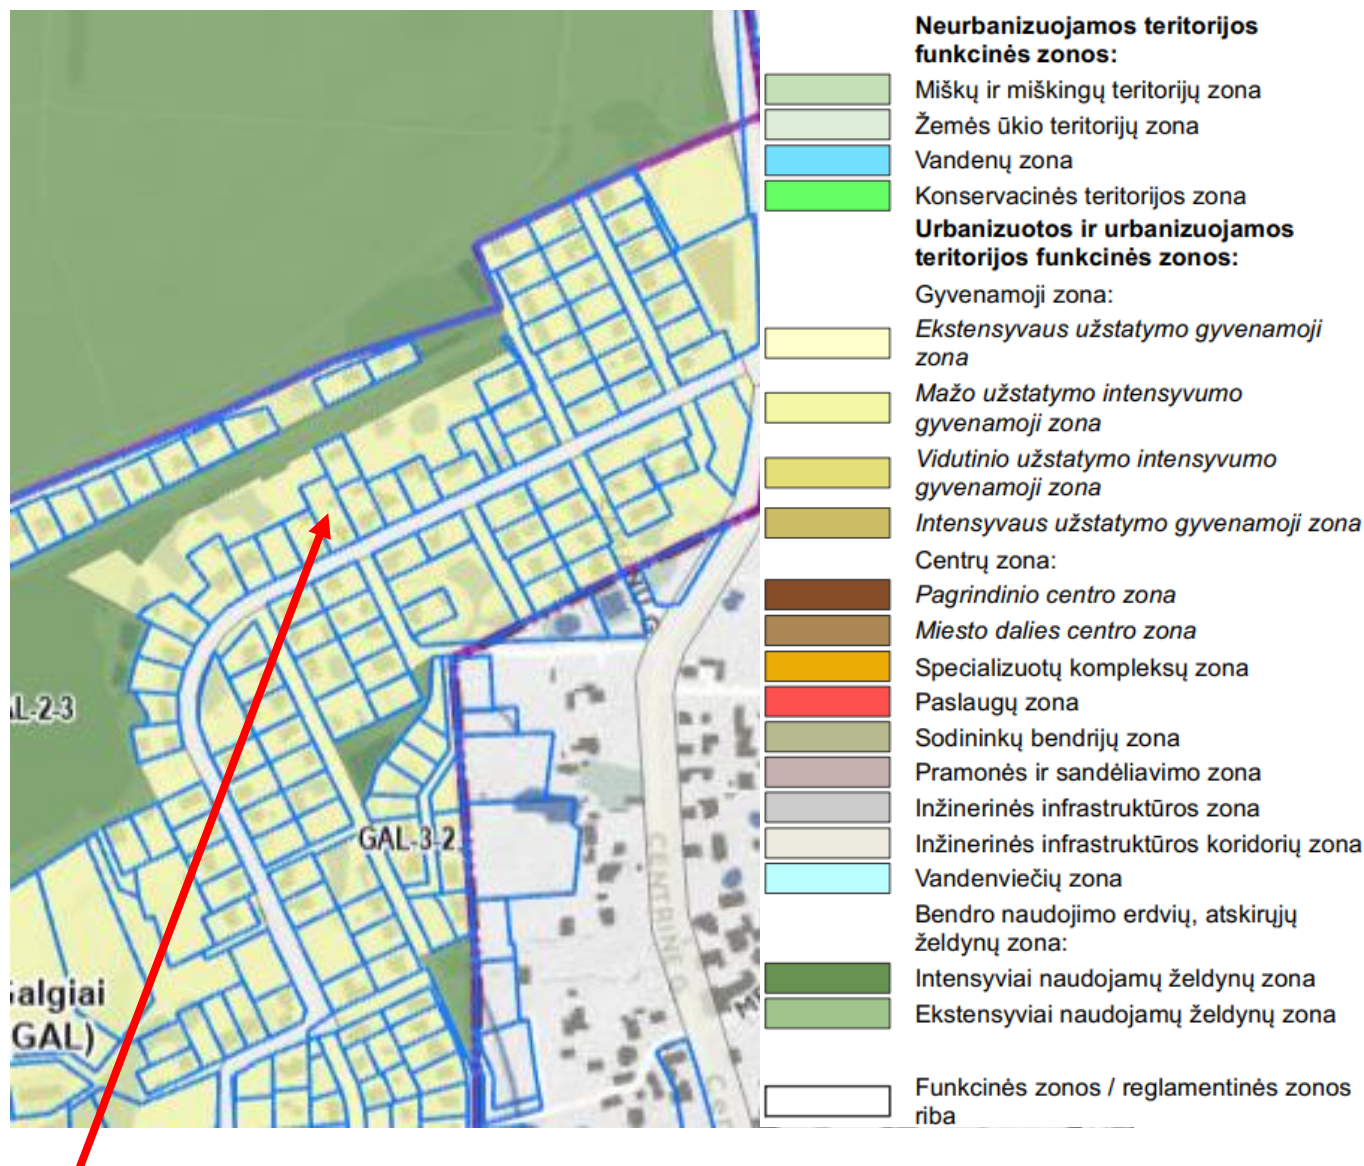 AL-2-3
GAL-3-2
CENTRINĖ G.
algiai
GAL)
Neurbanizuojamos teritorijos
funkcinės zonos:
Miškų ir miškingų teritorijų zona
Žemės ūkio teritorijų zona
Vandenų zona
Konservacinės teritorijos zona
Urbanizuotos ir urbanizuojamos
teritorijos funkcinės zonos:
Gyvenamoji zona:
Ekstensyvaus užstatymo gyvenamoji
zona
Mažo užstatymo intensyvumo
gyvenamoji zona
Vidutinio užstatymo intensyvumo
gyvenamoji zona
Intensyvaus užstatymo gyvenamoji zona
Centrų zona:
Pagrindinio centro zona
Miesto dalies centro zona
Specializuotų kompleksų zona
Paslaugų zona
Sodininkų bendrijų zona
Pramonės ir sandėliavimo zona
Inžinerinės infrastruktūros zona
Inžinerinės infrastruktūros koridorių zona
Vandenviečių zona
Bendro naudojimo erdvių, atskirųjų
želdynų zona:
Intensyviai naudojamų želdynų zona
Ekstensyviai naudojamų želdynų zona
Funkcinės zonos / reglamentinės zonos
riba